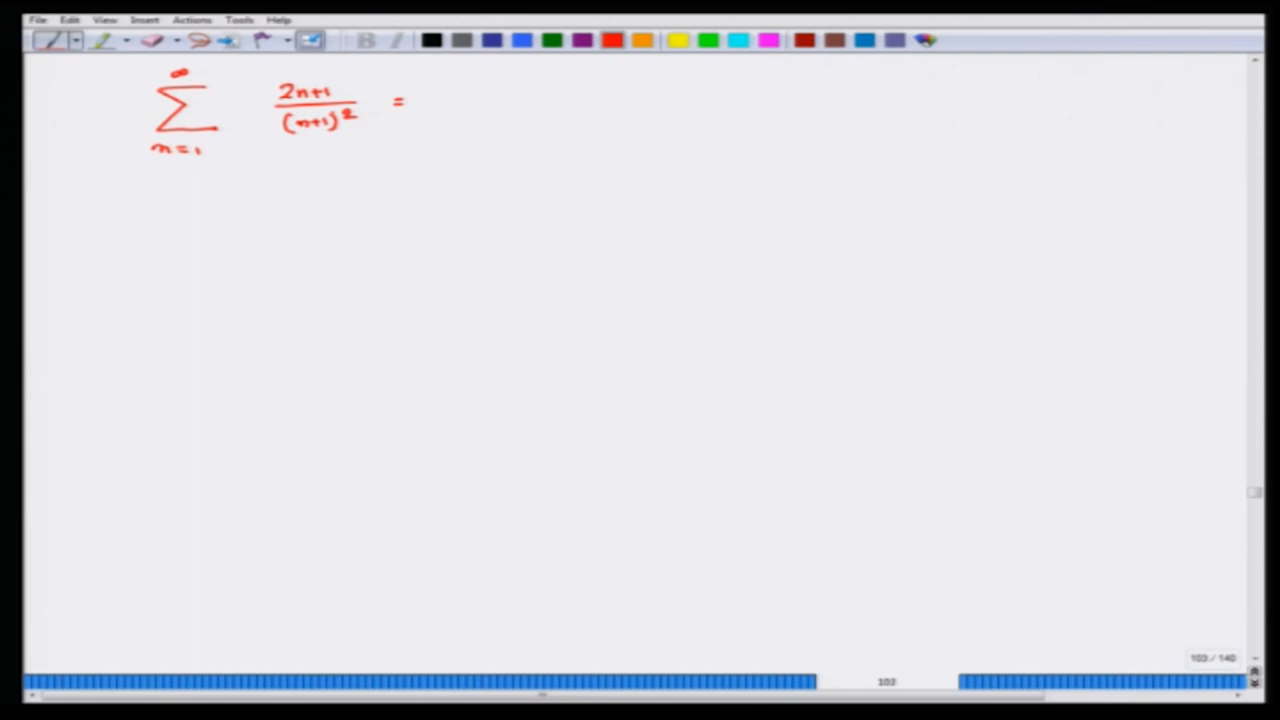 File Edit View Insert Actions Tools Help
B I
∞
∑ 2n+1 / (n+1)² =
n=1
103 / 140
103